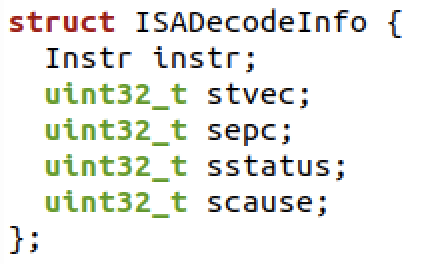 struct ISADecodeInfo {
  Instr instr;
  uint32_t stvec;
  uint32_t sepc;
  uint32_t sstatus;
  uint32_t scause;
};